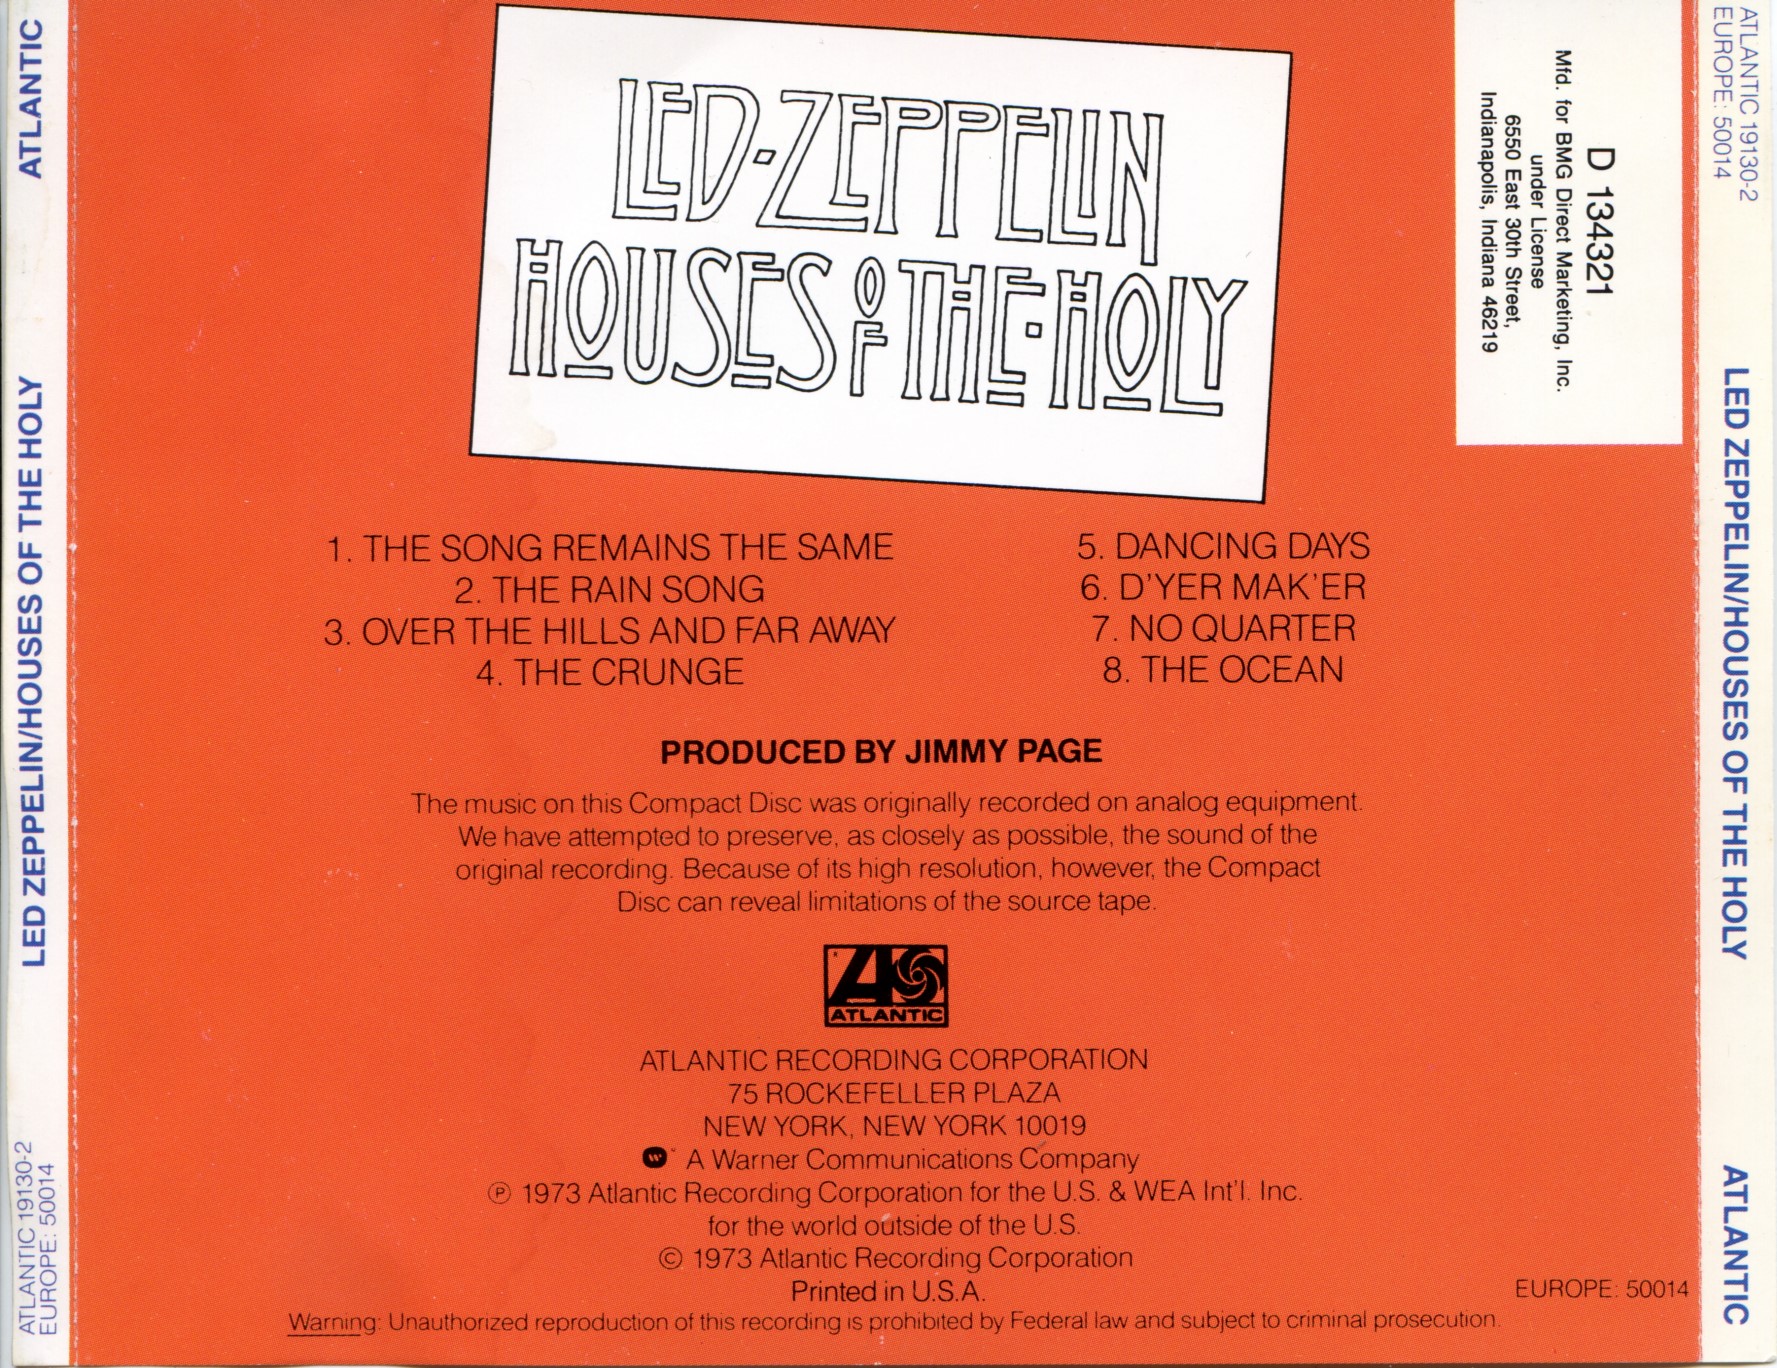 ATLANTIC
LED ZEPPELIN/HOUSES OF THE HOLY
ATLANTIC 19130-2
EUROPE: 50014
LED·ZEPPELIN
HOUSES OF THE·HOLY
D 134321
Mfd. for BMG Direct Marketing, Inc.
under License
6550 East 30th Street,
Indianapolis, Indiana 46219
1. THE SONG REMAINS THE SAME
2. THE RAIN SONG
3. OVER THE HILLS AND FAR AWAY
4. THE CRUNGE
5. DANCING DAYS
6. D'YER MAK'ER
7. NO QUARTER
8. THE OCEAN
PRODUCED BY JIMMY PAGE
The music on this Compact Disc was originally recorded on analog equipment.
We have attempted to preserve, as closely as possible, the sound of the
original recording. Because of its high resolution, however, the Compact
Disc can reveal limitations of the source tape.
ATLANTIC
ATLANTIC RECORDING CORPORATION
75 ROCKEFELLER PLAZA
NEW YORK, NEW YORK 10019
A Warner Communications Company
℗ 1973 Atlantic Recording Corporation for the U.S. & WEA Int'l. Inc.
for the world outside of the U.S.
© 1973 Atlantic Recording Corporation
Printed in U.S.A.
EUROPE: 50014
Warning: Unauthorized reproduction of this recording is prohibited by Federal law and subject to criminal prosecution.
ATLANTIC 19130-2
EUROPE: 50014
LED ZEPPELIN/HOUSES OF THE HOLY
ATLANTIC